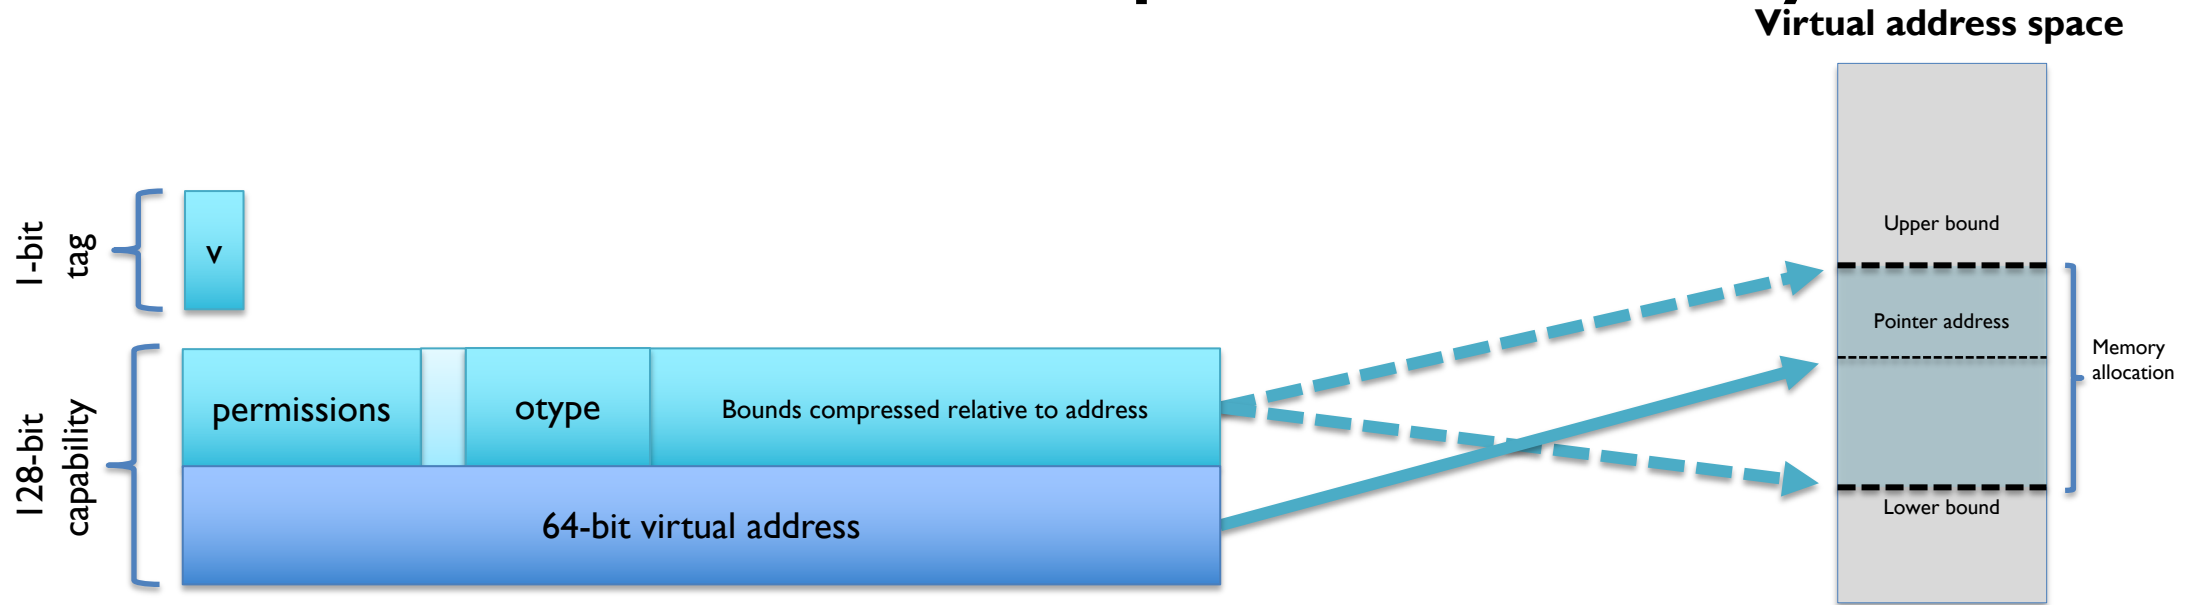 Virtual address space
1-bit
tag
v
Upper bound
Pointer address
Memory
allocation
128-bit
capability
permissions
otype
Bounds compressed relative to address
64-bit virtual address
Lower bound